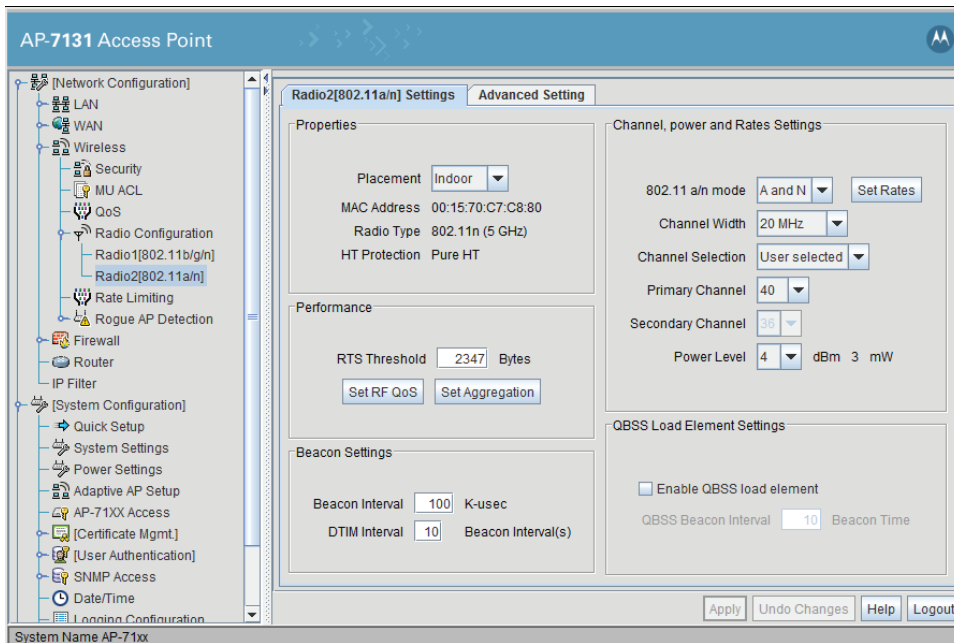 AP-7131 Access Point
[Network Configuration]
LAN
WAN
Wireless
Security
MU ACL
QoS
Radio Configuration
Radio1[802.11b/g/n]
Radio2[802.11a/n]
Rate Limiting
Rogue AP Detection
Firewall
Router
IP Filter
[System Configuration]
Quick Setup
System Settings
Power Settings
Adaptive AP Setup
AP-71XX Access
[Certificate Mgmt.]
[User Authentication]
SNMP Access
Date/Time
Logging Configuration
Radio2[802.11a/n] Settings
Advanced Setting
Properties
Placement Indoor
MAC Address 00:15:70:C7:C8:80
Radio Type 802.11n (5 GHz)
HT Protection Pure HT
Performance
RTS Threshold 2347 Bytes
Set RF QoS Set Aggregation
Beacon Settings
Beacon Interval 100 K-usec
DTIM Interval 10 Beacon Interval(s)
Channel, power and Rates Settings
802.11 a/n mode A and N Set Rates
Channel Width 20 MHz
Channel Selection User selected
Primary Channel 40
Secondary Channel 36
Power Level 4 dBm 3 mW
QBSS Load Element Settings
Enable QBSS load element
QBSS Beacon Interval 10 Beacon Time
Apply Undo Changes Help Logout
System Name AP-71xx